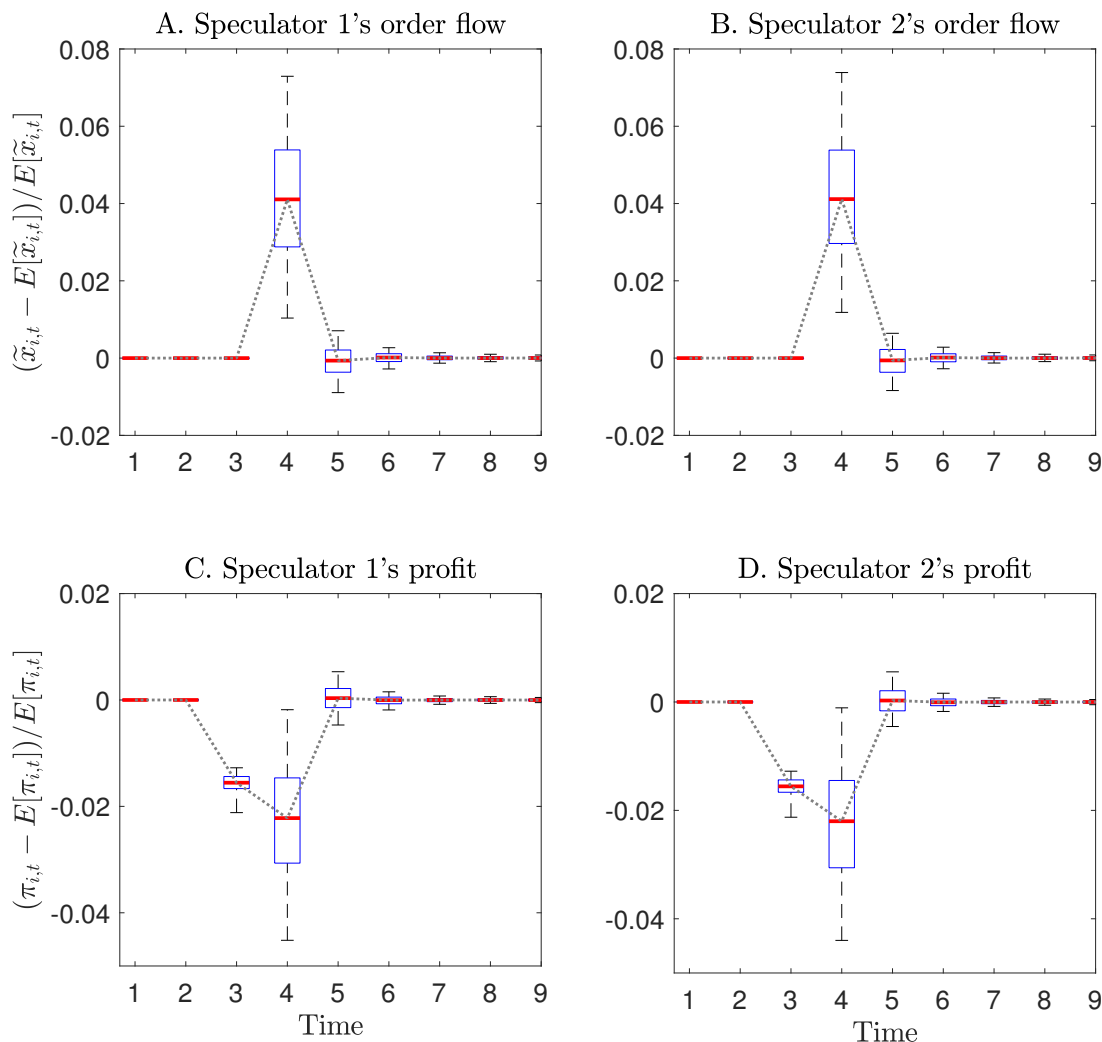 A. Speculator 1's order flow
(x̃_{i,t} − E[x̃_{i,t}])/E[x̃_{i,t}]
0.08
0.06
0.04
0.02
0
-0.02
1 2 3 4 5 6 7 8 9
B. Speculator 2's order flow
0.08
0.06
0.04
0.02
0
-0.02
1 2 3 4 5 6 7 8 9
C. Speculator 1's profit
(π_{i,t} − E[π_{i,t}])/E[π_{i,t}]
0.02
0
-0.02
-0.04
1 2 3 4 5 6 7 8 9
Time
D. Speculator 2's profit
0.02
0
-0.02
-0.04
1 2 3 4 5 6 7 8 9
Time